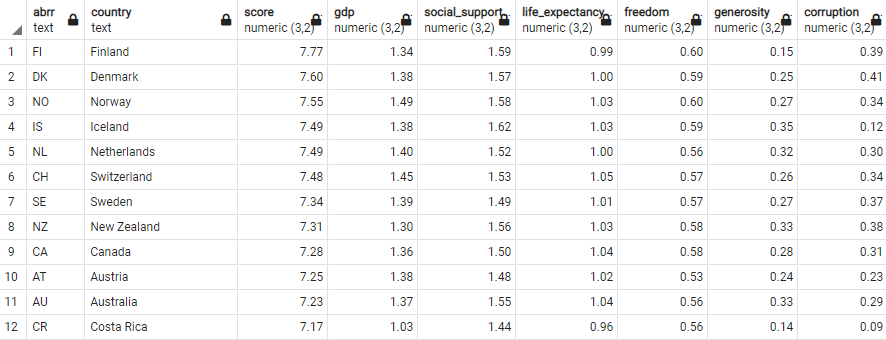 abrr country score gdp social_support life_expectancy freedom generosity corruption
text text numeric (3,2) numeric (3,2) numeric (3,2) numeric (3,2) numeric (3,2) numeric (3,2) numeric (3,2)
1 FI Finland 7.77 1.34 1.59 0.99 0.60 0.15 0.39
2 DK Denmark 7.60 1.38 1.57 1.00 0.59 0.25 0.41
3 NO Norway 7.55 1.49 1.58 1.03 0.60 0.27 0.34
4 IS Iceland 7.49 1.38 1.62 1.03 0.59 0.35 0.12
5 NL Netherlands 7.49 1.40 1.52 1.00 0.56 0.32 0.30
6 CH Switzerland 7.48 1.45 1.53 1.05 0.57 0.26 0.34
7 SE Sweden 7.34 1.39 1.49 1.01 0.57 0.27 0.37
8 NZ New Zealand 7.31 1.30 1.56 1.03 0.58 0.33 0.38
9 CA Canada 7.28 1.36 1.50 1.04 0.58 0.28 0.31
10 AT Austria 7.25 1.38 1.48 1.02 0.53 0.24 0.23
11 AU Australia 7.23 1.37 1.55 1.04 0.56 0.33 0.29
12 CR Costa Rica 7.17 1.03 1.44 0.96 0.56 0.14 0.09